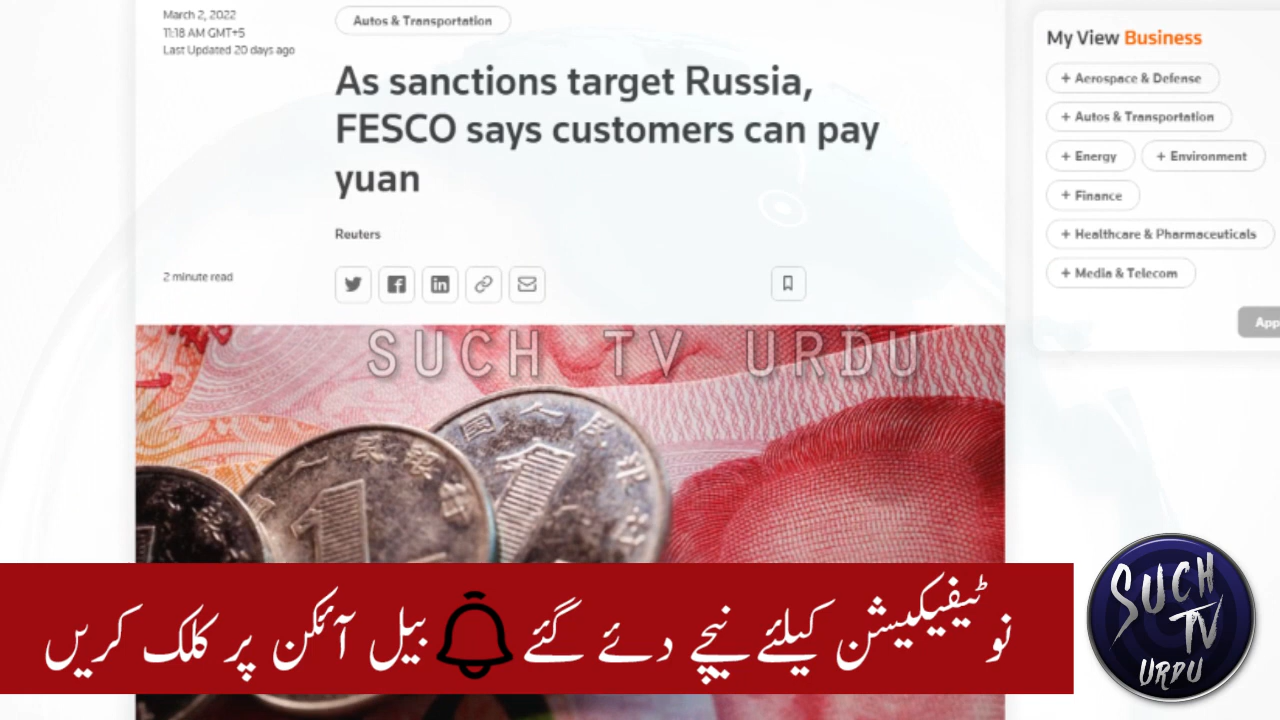 March 2, 2022
11:18 AM GMT+5
Last Updated 20 days ago
Autos & Transportation
As sanctions target Russia,
FESCO says customers can pay
yuan
Reuters
2 minute read
My View Business
+ Aerospace & Defense
+ Autos & Transportation
+ Energy
+ Environment
+ Finance
+ Healthcare & Pharmaceuticals
+ Media & Telecom
App
SUCH TV URDU
1
1
نوٹیفیکیشن کیلئے نیچے دئے گئے بیل آئکن پر کلک کریں
SUCH
TV
URDU